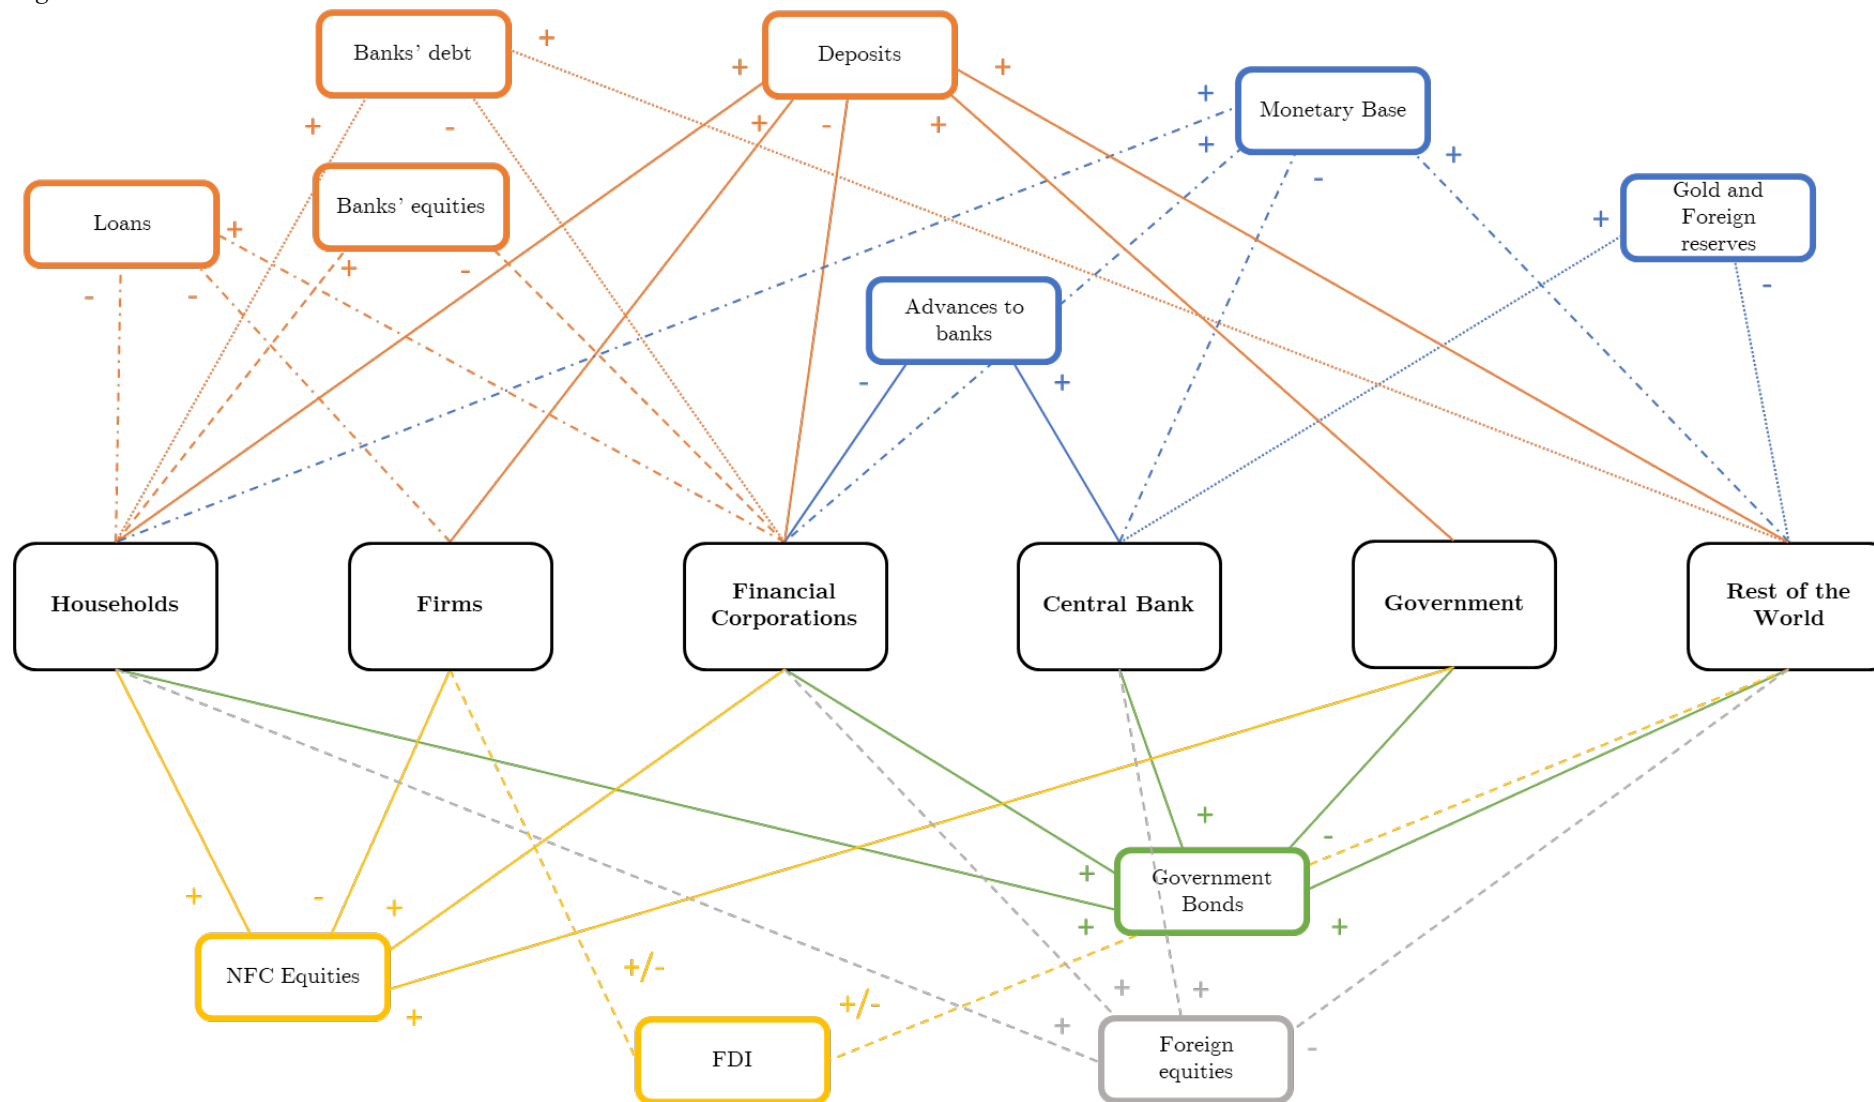 Banks' debt
Deposits
Monetary Base
Loans
Banks' equities
Gold and
Foreign
reserves
Advances to
banks
+
+
+
+
+
-
+
-
+
+
+
-
+
+
-
+
-
-
-
+
-
-
+
Households
Firms
Financial
Corporations
Central Bank
Government
Rest of the
World
+
-
+
+
+
-
+
+
+
Government
Bonds
NFC Equities
+
+/-
+/-
+
+
+
-
FDI
Foreign
equities